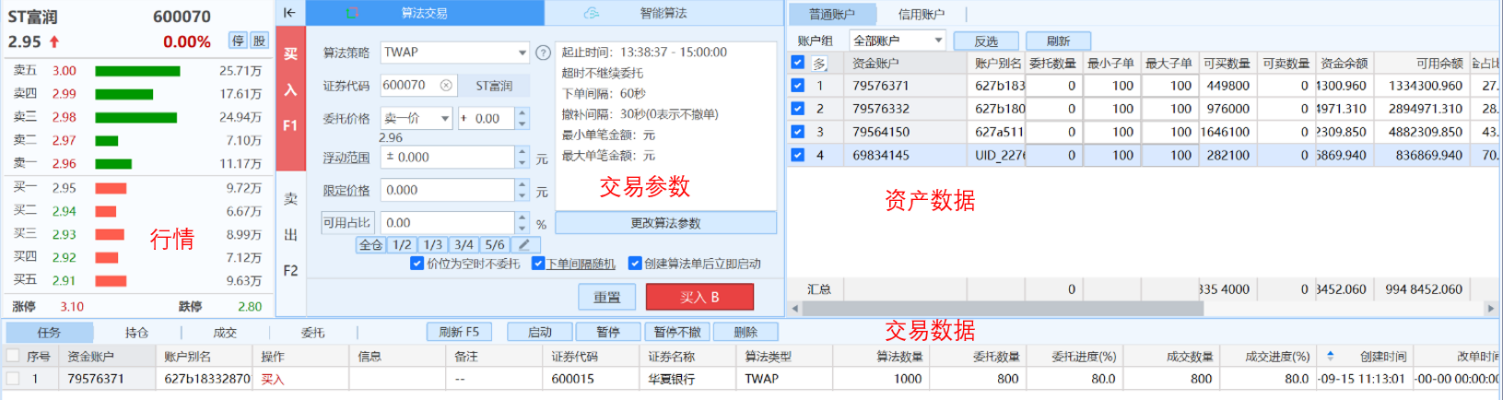 ST富润 600070
2.95 0.00% 停 股
卖五 3.00 25.71万
卖四 2.99 17.61万
卖三 2.98 24.94万
卖二 2.97 7.10万
卖一 2.96 11.17万
买一 2.95 9.72万
买二 2.94 6.67万
买三 2.93 8.99万
买四 2.92 7.12万
买五 2.91 9.63万
行情
涨停 3.10 跌停 2.80
买入 F1
卖出 F2
算法交易 智能算法
算法策略 TWAP ?
证券代码 600070 ST富润
委托价格 卖一价 + 0.00
2.96
浮动范围 ± 0.000 元
限定价格 0.000 元
可用占比 0.00 %
全仓 1/2 1/3 3/4 5/6
起止时间：13:38:37 - 15:00:00
超时不继续委托
下单间隔：60秒
撤补间隔：30秒(0表示不撤单)
最小单笔金额：元
最大单笔金额：元
交易参数
更改算法参数
价位为空时不委托 下单间隔随机 创建算法单后立即启动
重置 买入 B
普通账户 信用账户
账户组 全部账户 反选 刷新
多 资金账户 账户别名 委托数量 最小子单 最大子单 可买数量 可卖数量 资金余额 可用余额 金占比
1 79576371 627b183 0 100 100 449800 0 4300.960 1334300.960 27.
2 79576332 627b180 0 100 100 976000 0 4971.310 2894971.310 28.
3 79564150 627a511 0 100 100 1646100 0 2309.850 4882309.850 43.
4 69834145 UID_2276 0 100 100 282100 0 6869.940 836869.940 70.
资产数据
汇总 0 335 4000 0 8452.060 994 8452.060
任务 持仓 成交 委托 刷新 F5 启动 暂停 暂停不撤 删除
交易数据
序号 资金账户 账户别名 操作 信息 备注 证券代码 证券名称 算法类型 算法数量 委托数量 委托进度(%) 成交数量 成交进度(%) 创建时间 改单时间
1 79576371 627b18332870 买入 -- 600015 华夏银行 TWAP 1000 800 80.0 800 80.0 -09-15 11:13:01 -00-00 00:00:00